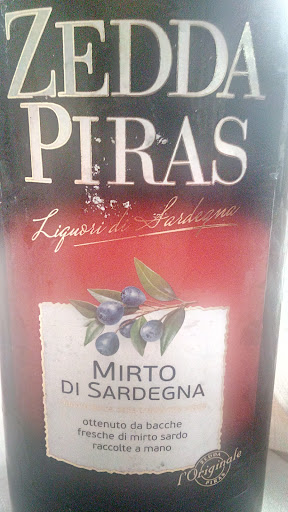 ZEDDA
PIRAS
Liquori di Sardegna
MIRTO
DI SARDEGNA
ottenuto da bacche
fresche di mirto sardo
raccolte a mano
ZEDDA
l'Originale
PIRAS